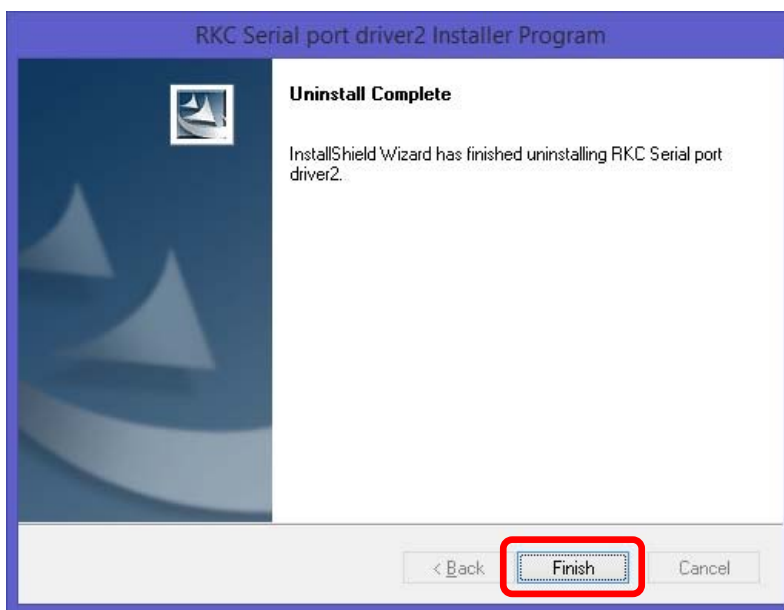 RKC Serial port driver2 Installer Program
Uninstall Complete
InstallShield Wizard has finished uninstalling RKC Serial port
driver2.
< Back
Finish
Cancel